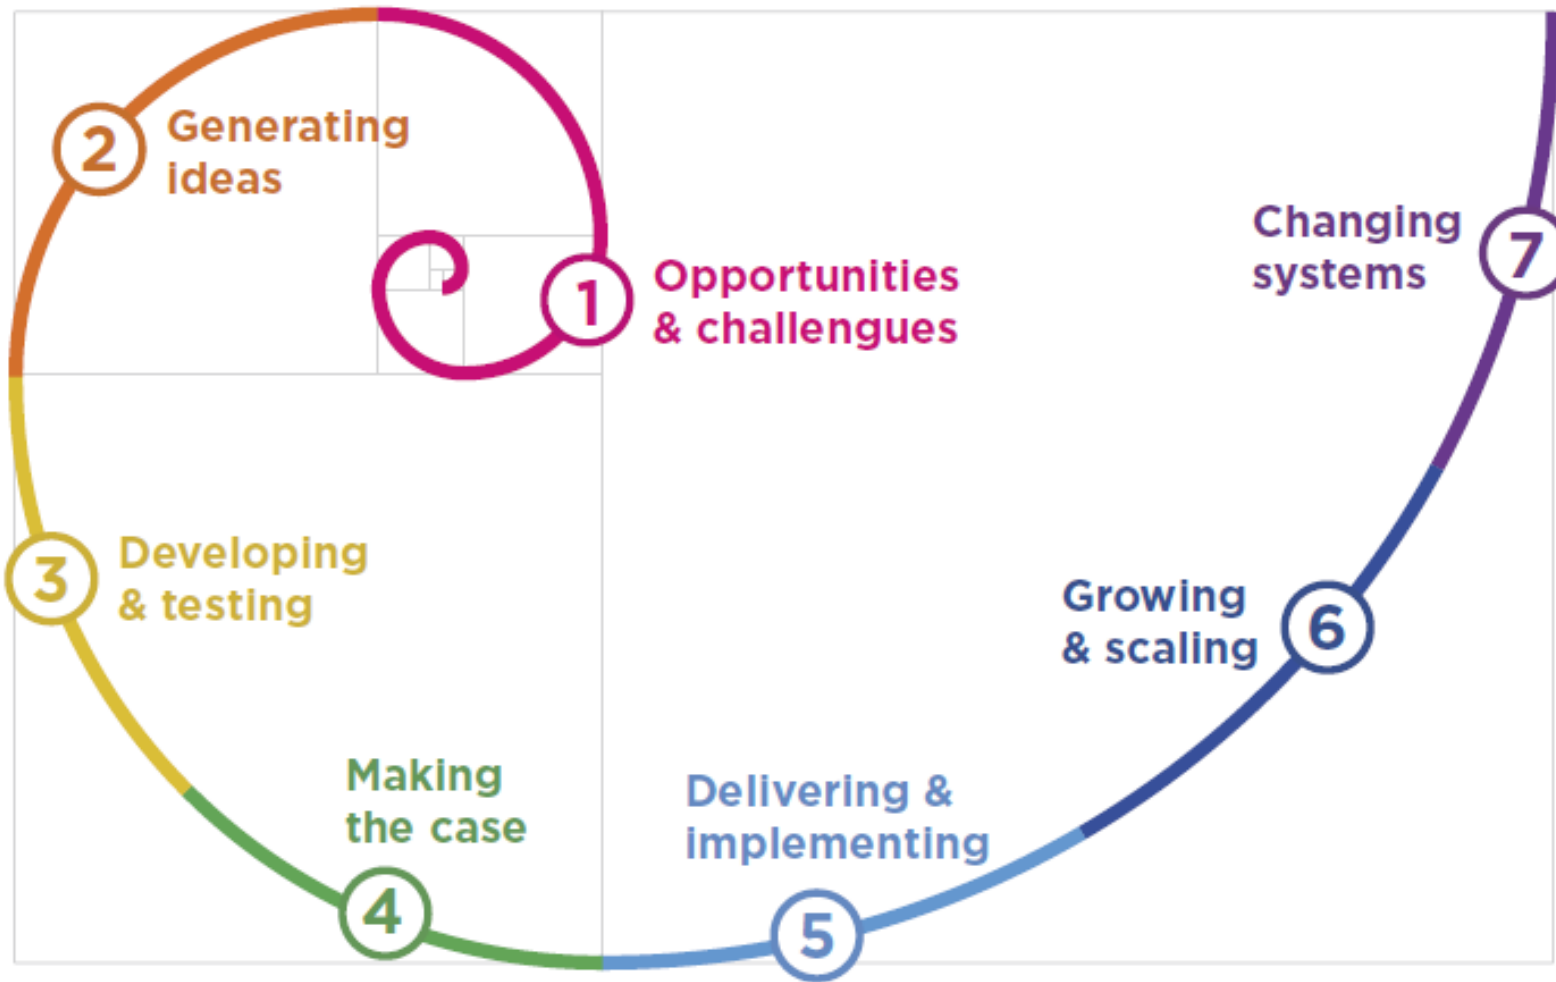 1
Opportunities
& challengues
2
Generating
ideas
3
Developing
& testing
4
Making
the case
5
Delivering &
implementing
6
Growing
& scaling
7
Changing
systems